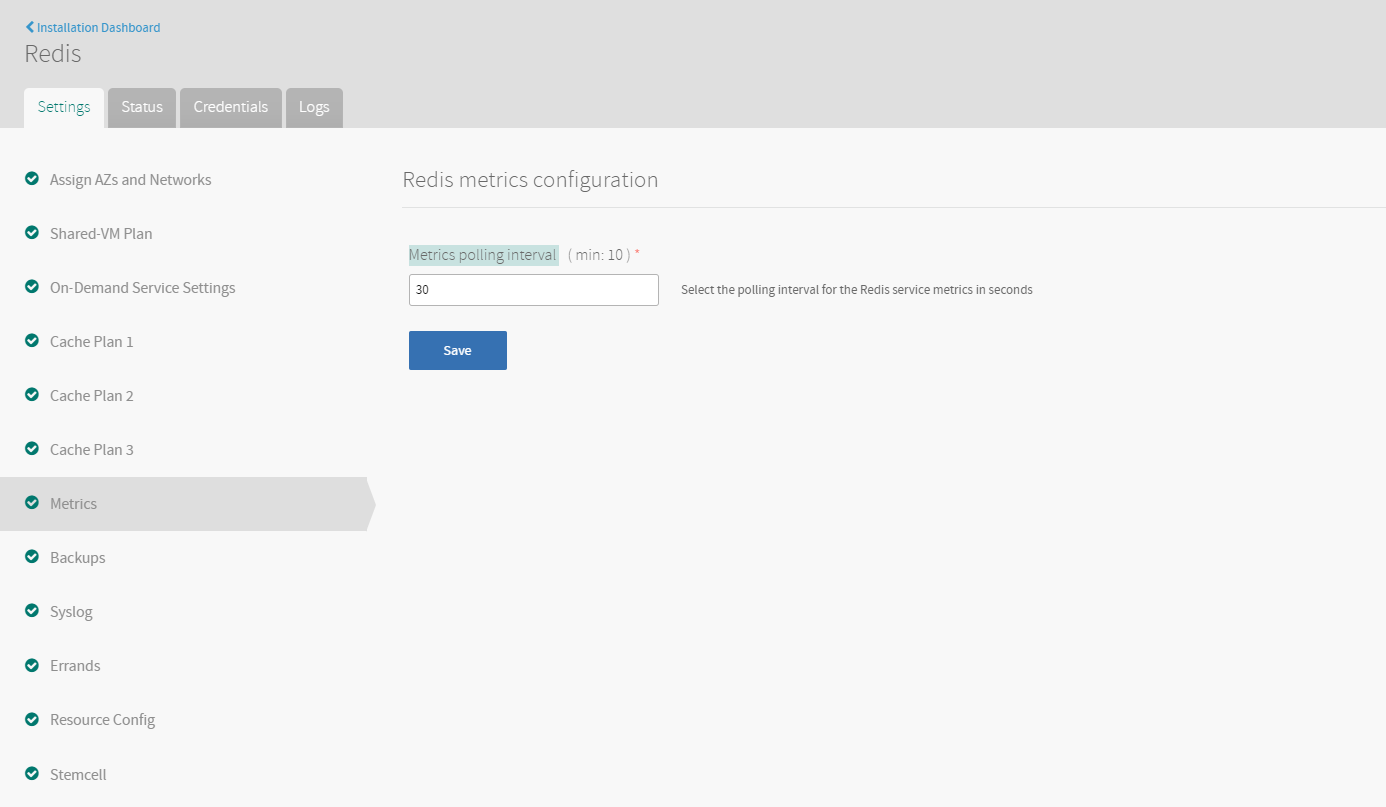 Installation Dashboard
Redis
Settings
Status
Credentials
Logs
Assign AZs and Networks
Shared-VM Plan
On-Demand Service Settings
Cache Plan 1
Cache Plan 2
Cache Plan 3
Metrics
Backups
Syslog
Errands
Resource Config
Stemcell
Redis metrics configuration
Metrics polling interval ( min: 10 ) *
30
Select the polling interval for the Redis service metrics in seconds
Save